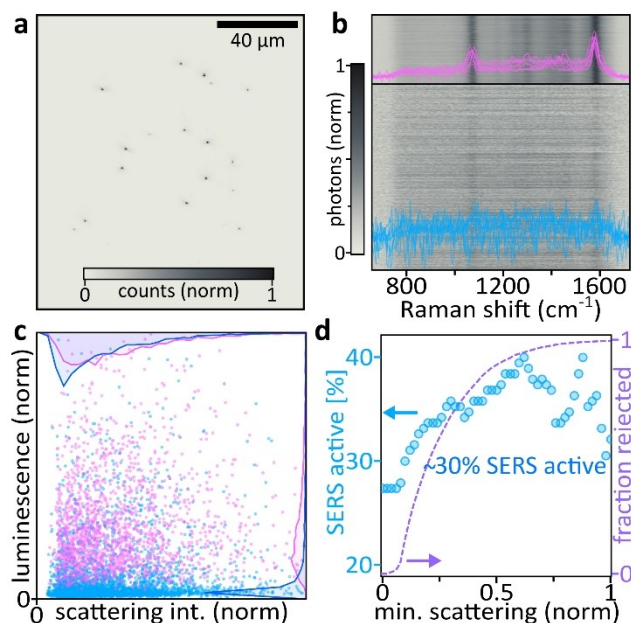 a
40 μm
0
1
counts (norm)
b
photons (norm)
1
0
800
1200
1600
Raman shift (cm-1)
c
luminescence (norm)
0
0
scattering int. (norm)
d
SERS active [%]
40
30
20
~30% SERS active
1
0
fraction rejected
0
0.5
1
min. scattering (norm)